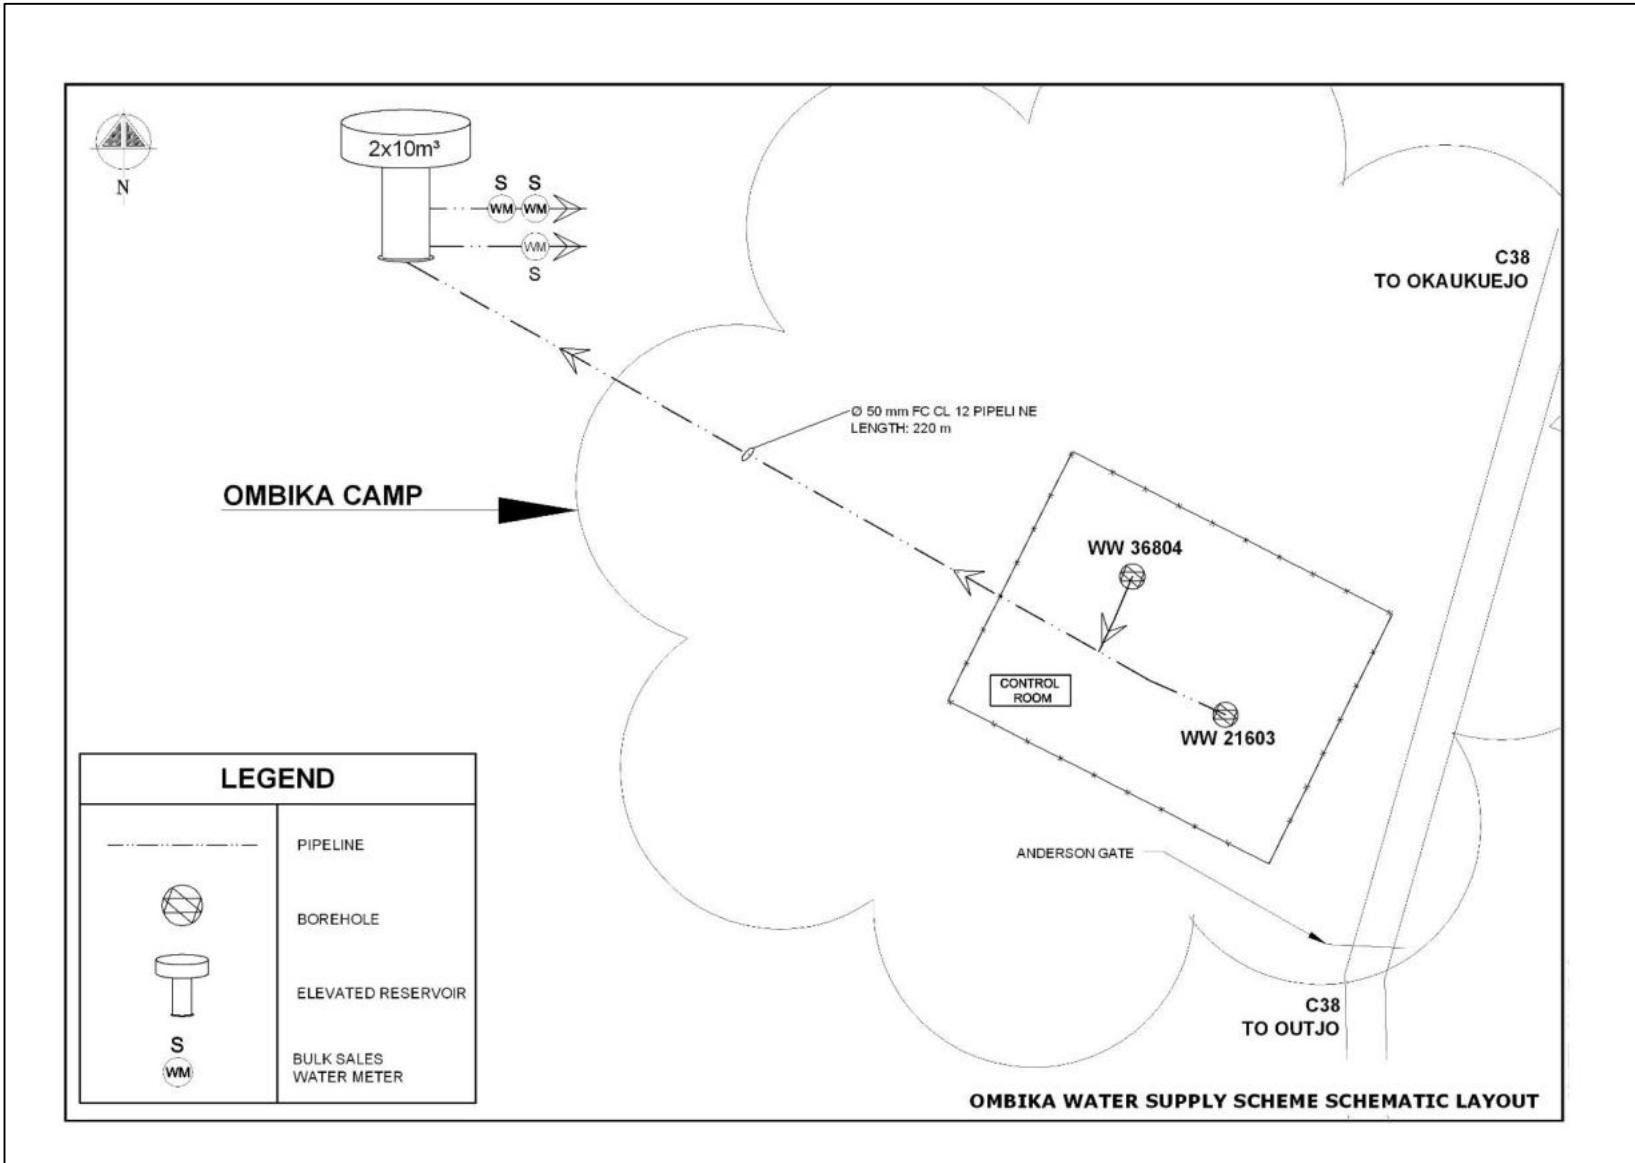 N
2x10m³
S S
WM WM
WM
S
C38
TO OKAUKUEJO
Ø 50 mm FC CL 12 PIPELINE
LENGTH: 220 m
OMBIKA CAMP
WW 36804
CONTROL
ROOM
WW 21603
ANDERSON GATE
C38
TO OUTJO
LEGEND
PIPELINE
BOREHOLE
ELEVATED RESERVOIR
S
WM
BULK SALES
WATER METER
OMBIKA WATER SUPPLY SCHEME SCHEMATIC LAYOUT